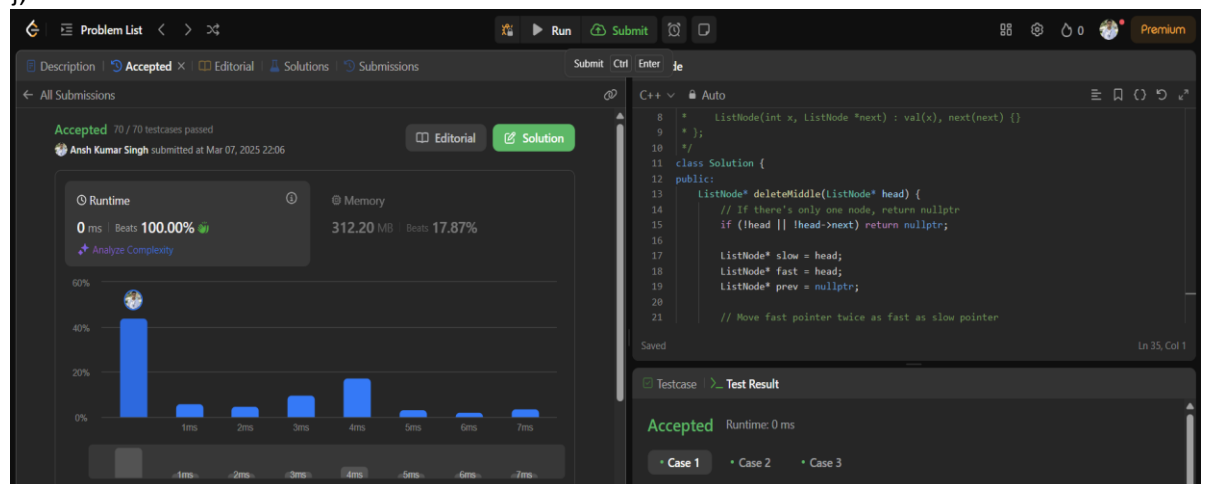 })
Problem List
Run
Submit
0
Premium
Description
Accepted
Editorial
Solutions
Submissions
Submit Ctrl Enter
de
All Submissions
Accepted 70 / 70 testcases passed
Ansh Kumar Singh submitted at Mar 07, 2025 22:06
Editorial
Solution
Runtime
0 ms Beats 100.00%
Analyze Complexity
Memory
312.20 MB Beats 17.87%
60%
40%
20%
0%
1ms 2ms 3ms 4ms 5ms 6ms 7ms
1ms 2ms 3ms 4ms 5ms 6ms 7ms
C++ Auto
8 * ListNode(int x, ListNode *next) : val(x), next(next) {}
9 * };
10 */
11 class Solution {
12 public:
13 ListNode* deleteMiddle(ListNode* head) {
14 // If there's only one node, return nullptr
15 if (!head || !head->next) return nullptr;
16
17 ListNode* slow = head;
18 ListNode* fast = head;
19 ListNode* prev = nullptr;
20
21 // Move fast pointer twice as fast as slow pointer
Saved
Ln 35, Col 1
Testcase
Test Result
Accepted Runtime: 0 ms
• Case 1 • Case 2 • Case 3